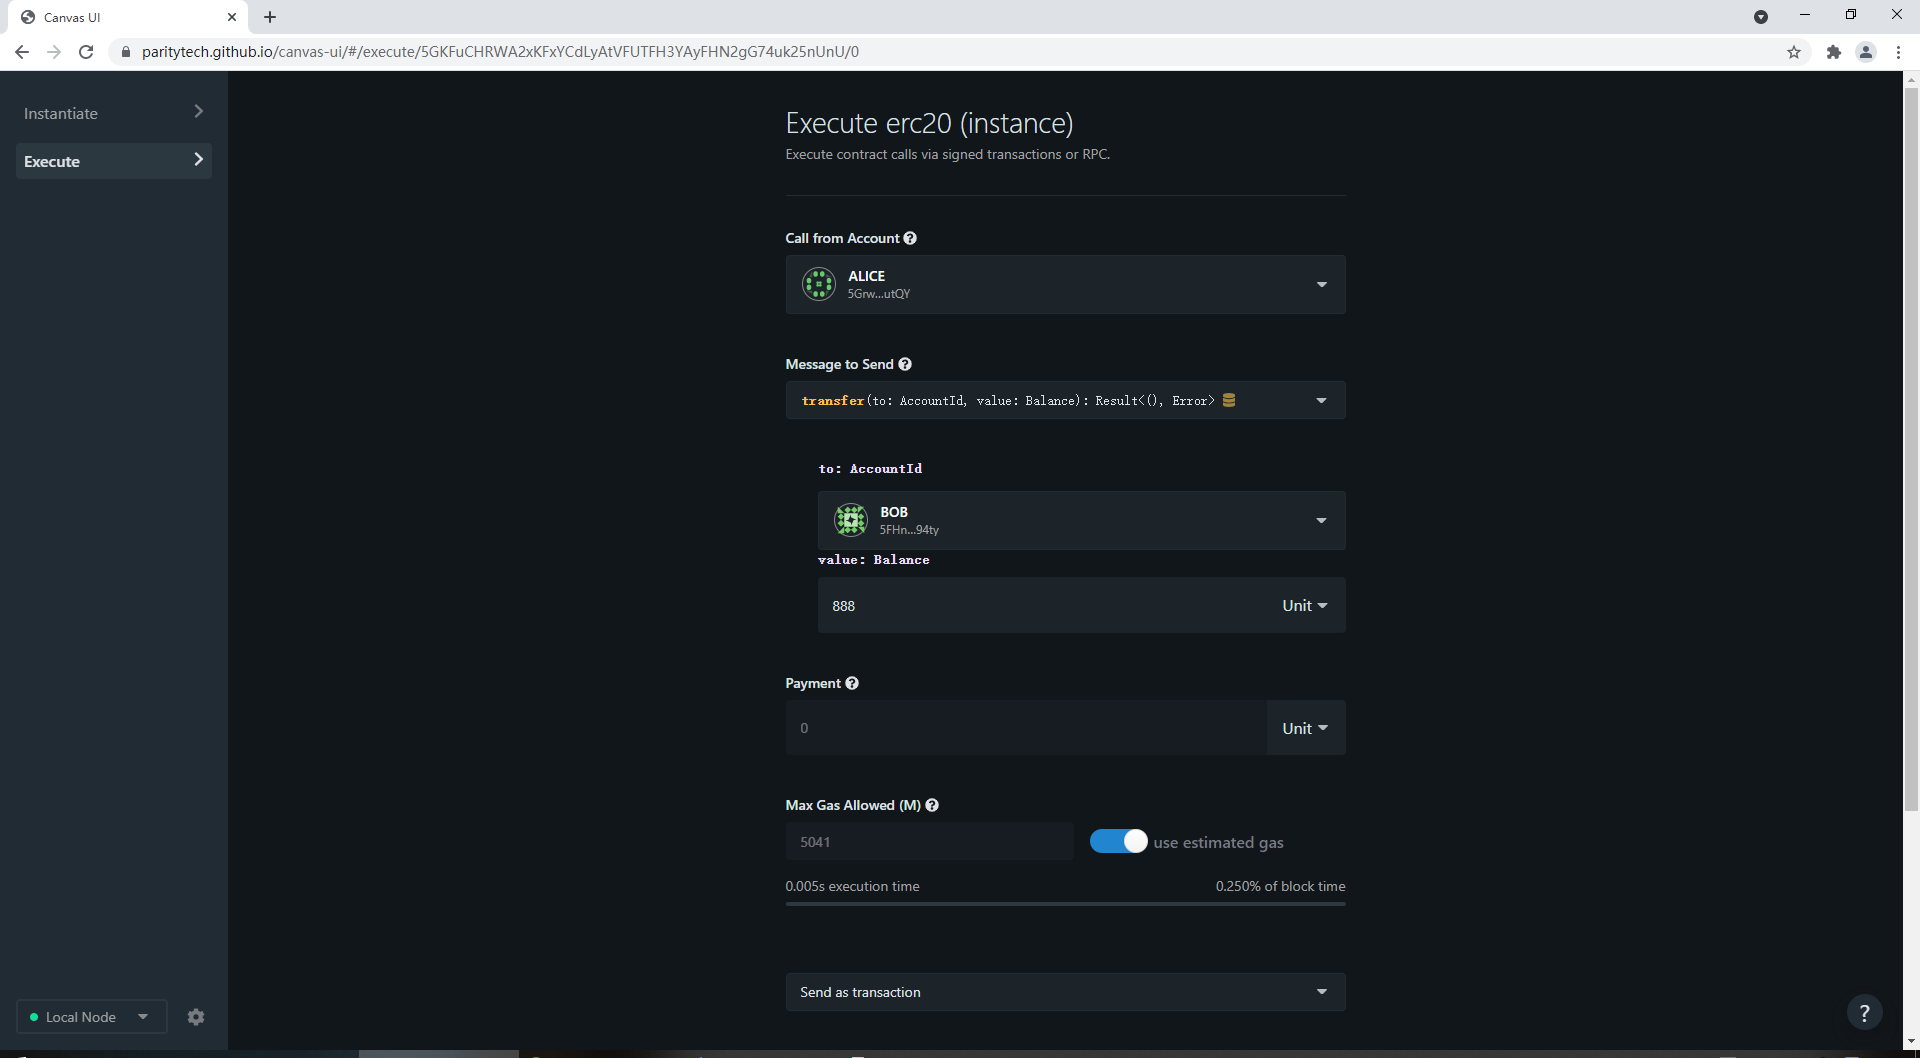 Canvas UI
paritytech.github.io/canvas-ui/#/execute/5GKFuCHRWA2xKFxYCdLyAtVFUTFH3YAyFHN2gG74uk25nUnU/0
Instantiate
Execute
Execute erc20 (instance)
Execute contract calls via signed transactions or RPC.
Call from Account
ALICE
5Grw...utQY
Message to Send
transfer(to: AccountId, value: Balance): Result<(), Error>
to: AccountId
BOB
5FHn...94ty
value: Balance
888 Unit
Payment
0 Unit
Max Gas Allowed (M)
5041 use estimated gas
0.005s execution time 0.250% of block time
Send as transaction
Local Node
?